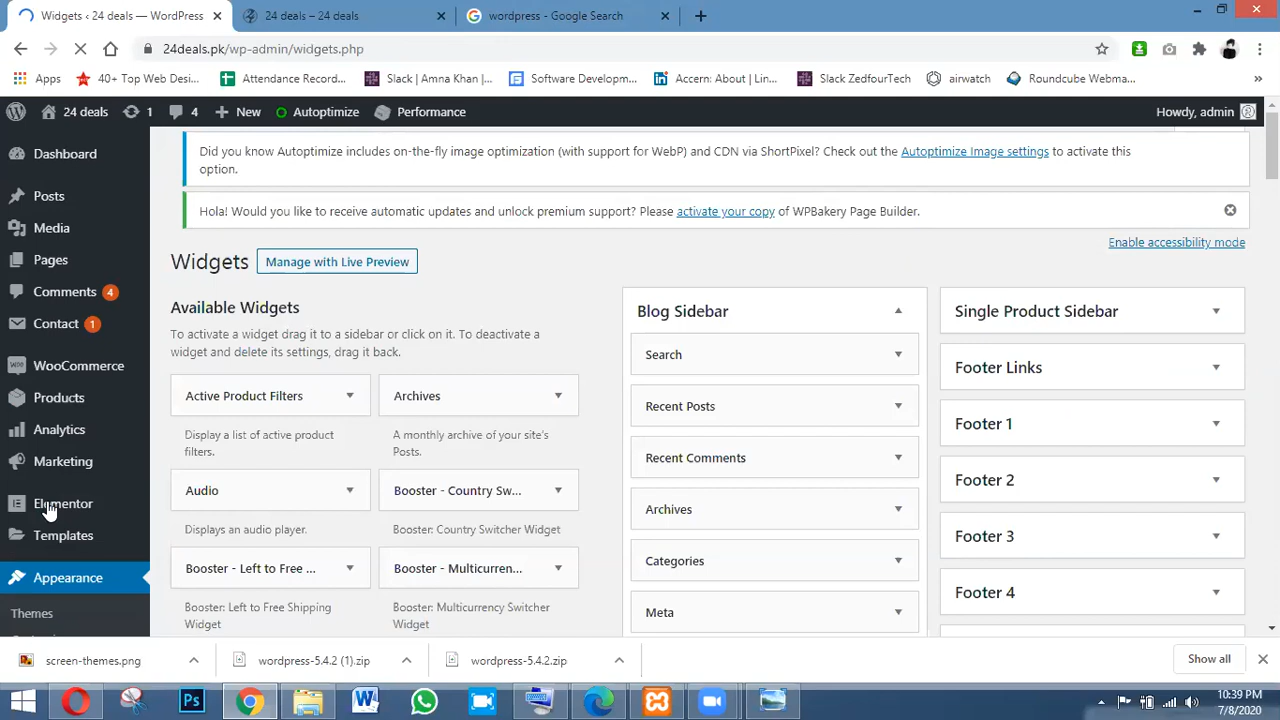 Widgets ‹ 24 deals — WordPress
24 deals – 24 deals
wordpress - Google Search
24deals.pk/wp-admin/widgets.php
Apps
40+ Top Web Desi...
Attendance Record...
Slack | Amna Khan |...
Software Developm...
Accern: About | Lin...
Slack ZedfourTech
airwatch
Roundcube Webma...
»
24 deals
1
4
New
Autoptimize
Performance
Howdy, admin
Dashboard
Posts
Media
Pages
Comments 4
Contact 1
WooCommerce
Products
Analytics
Marketing
Elementor
Templates
Appearance
Themes
Did you know Autoptimize includes on-the-fly image optimization (with support for WebP) and CDN via ShortPixel? Check out the Autoptimize Image settings to activate this
option.
Hola! Would you like to receive automatic updates and unlock premium support? Please activate your copy of WPBakery Page Builder.
Enable accessibility mode
Widgets
Manage with Live Preview
Available Widgets
To activate a widget drag it to a sidebar or click on it. To deactivate a
widget and delete its settings, drag it back.
Active Product Filters
Display a list of active product
filters.
Archives
A monthly archive of your site's
Posts.
Audio
Displays an audio player.
Booster - Country Sw...
Booster: Country Switcher Widget
Booster - Left to Free ...
Booster: Left to Free Shipping
Widget
Booster - Multicurren...
Booster: Multicurrency Switcher
Widget
Blog Sidebar
Search
Recent Posts
Recent Comments
Archives
Categories
Meta
Single Product Sidebar
Footer Links
Footer 1
Footer 2
Footer 3
Footer 4
screen-themes.png
wordpress-5.4.2 (1).zip
wordpress-5.4.2.zip
Show all
Ps
10:39 PM
7/8/2020